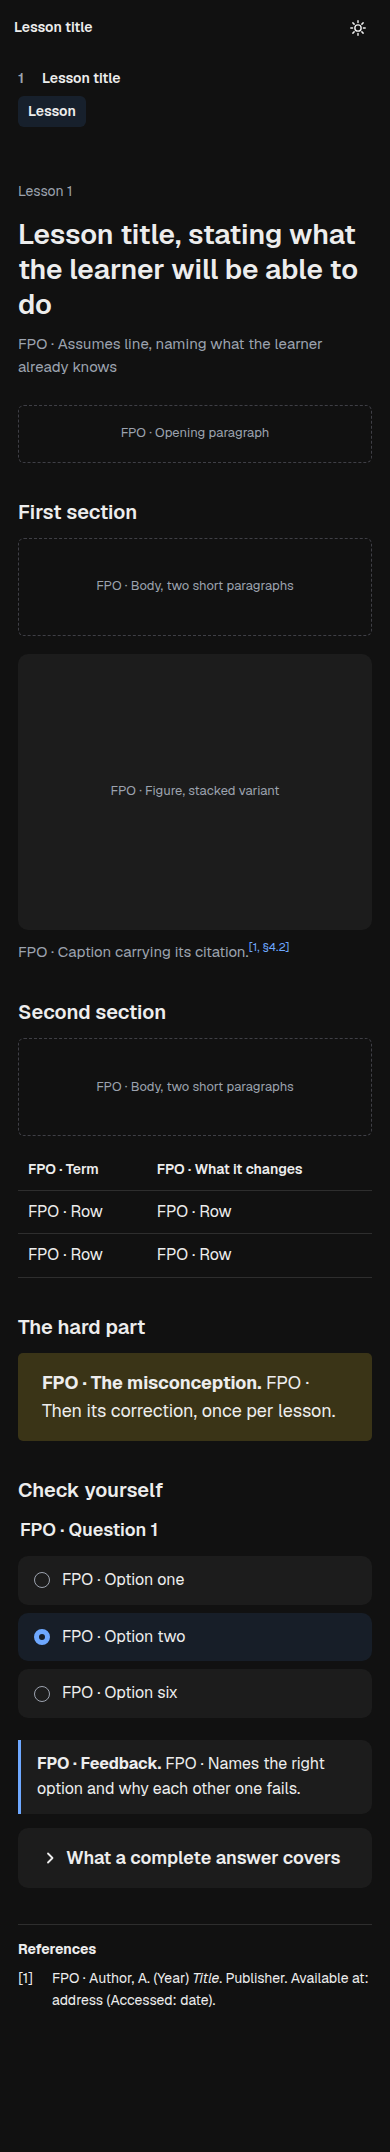 Lesson title
1 Lesson title
Lesson
Lesson 1
Lesson title, stating what
the learner will be able to
do
FPO · Assumes line, naming what the learner
already knows
FPO · Opening paragraph
First section
FPO · Body, two short paragraphs
FPO · Figure, stacked variant
FPO · Caption carrying its citation.[1, §4.2]
Second section
FPO · Body, two short paragraphs
FPO · Term FPO · What it changes
FPO · Row FPO · Row
FPO · Row FPO · Row
The hard part
FPO · The misconception. FPO ·
Then its correction, once per lesson.
Check yourself
FPO · Question 1
FPO · Option one
FPO · Option two
FPO · Option six
FPO · Feedback. FPO · Names the right
option and why each other one fails.
What a complete answer covers
References
[1] FPO · Author, A. (Year) Title. Publisher. Available at:
address (Accessed: date).